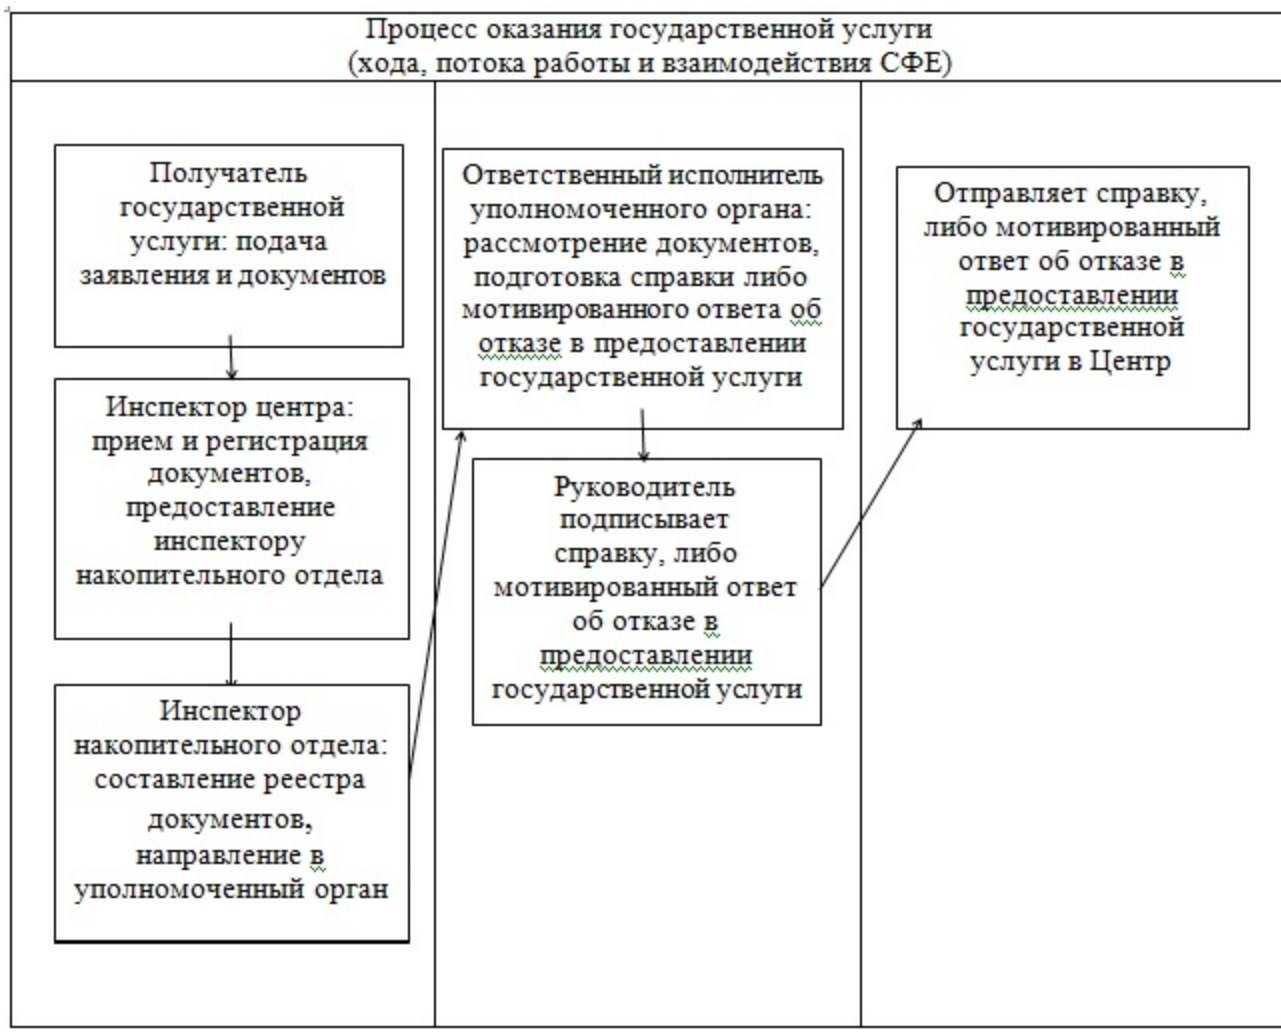 Процесс оказания государственной услуги
(хода, потока работы и взаимодействия СФЕ)
Получатель
государственной
услуги: подача
заявления и документов
Инспектор центра:
прием и регистрация
документов,
предоставление
инспектору
накопительного отдела
Инспектор
накопительного отдела:
составление реестра
документов,
направление в
уполномоченный орган
Ответственный исполнитель
уполномоченного органа:
рассмотрение документов,
подготовка справки либо
мотивированного ответа об
отказе в предоставлении
государственной услуги
Руководитель
подписывает
справку, либо
мотивированный ответ
об отказе в
предоставлении
государственной услуги
Отправляет справку,
либо мотивированный
ответ об отказе в
предоставлении
государственной
услуги в Центр